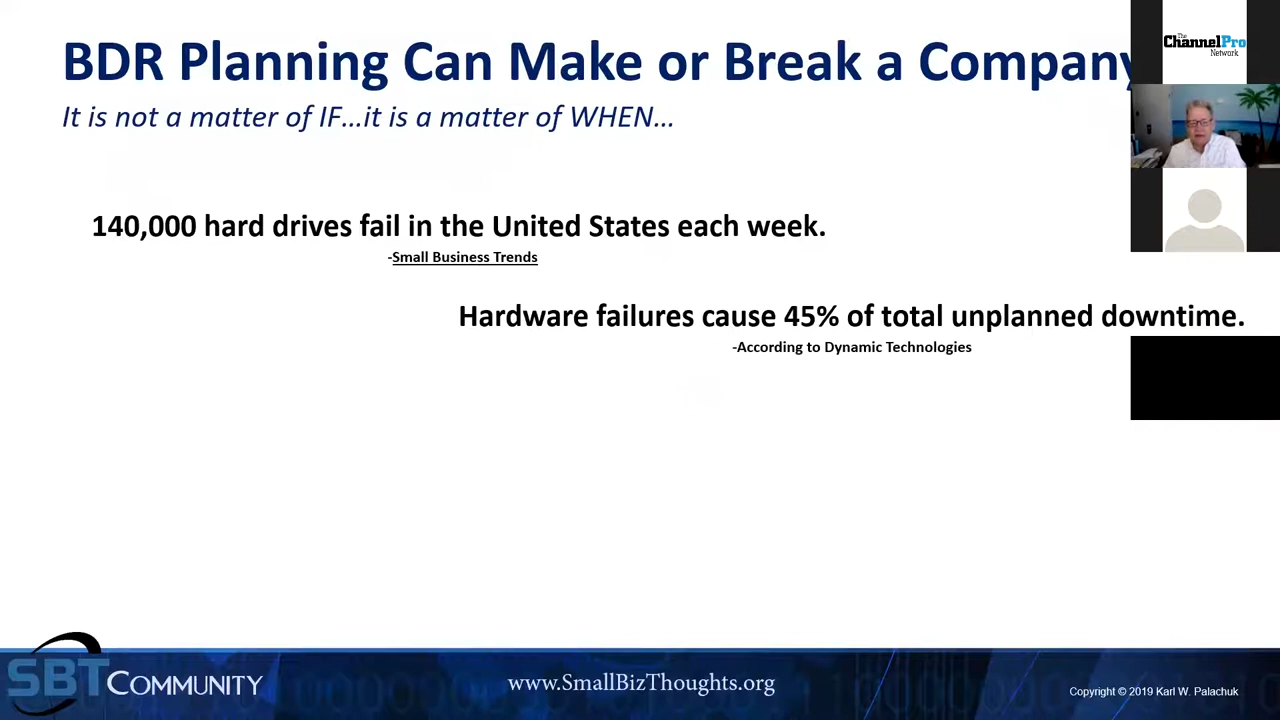 BDR Planning Can Make or Break a Company
It is not a matter of IF...it is a matter of WHEN...
The
ChannelPro
Network
140,000 hard drives fail in the United States each week.
-Small Business Trends
Hardware failures cause 45% of total unplanned downtime.
-According to Dynamic Technologies
SBT COMMUNITY
www.SmallBizThoughts.org
Copyright © 2019 Karl W. Palachuk